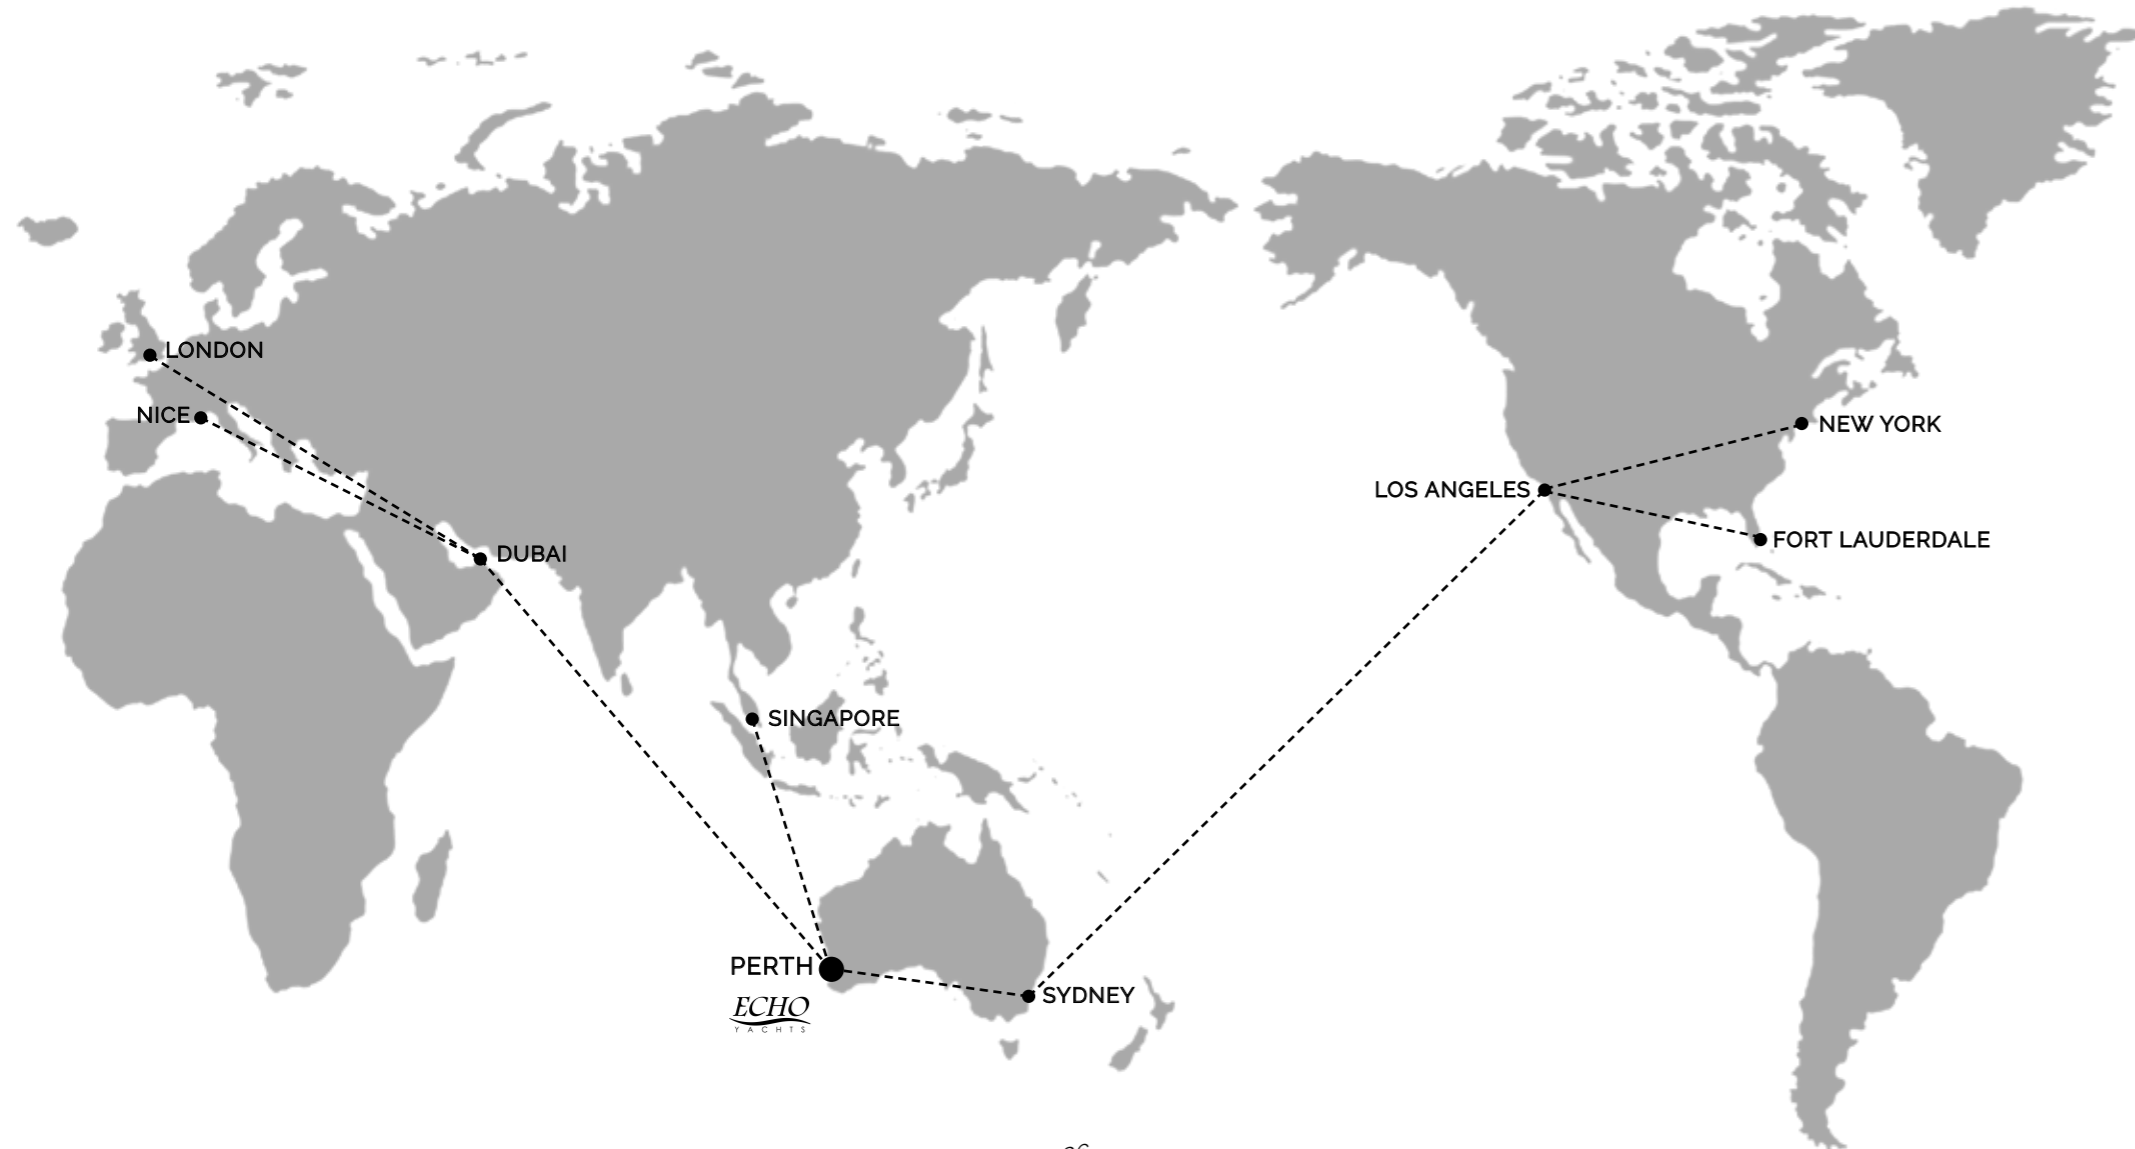 LONDON
NICE
NEW YORK
LOS ANGELES
FORT LAUDERDALE
DUBAI
SINGAPORE
PERTH
SYDNEY
ECHO
YACHTS